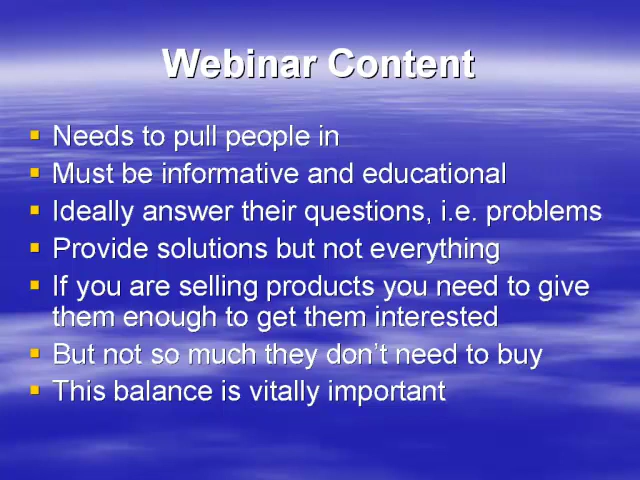 Webinar Content
Needs to pull people in
Must be informative and educational
Ideally answer their questions, i.e. problems
Provide solutions but not everything
If you are selling products you need to give
them enough to get them interested
But not so much they don't need to buy
This balance is vitally important